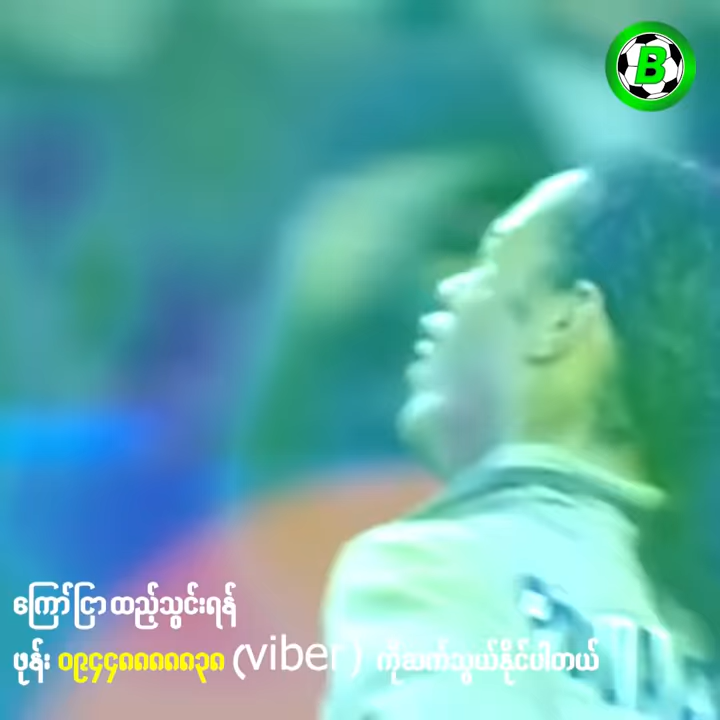 B
ကြော်ငြာထည့်သွင်းရန်
ဖုန်း ၀၉၄၄၈၈၈၈၈၃၈ (viber) ကိုဆက်သွယ်နိုင်ပါတယ်